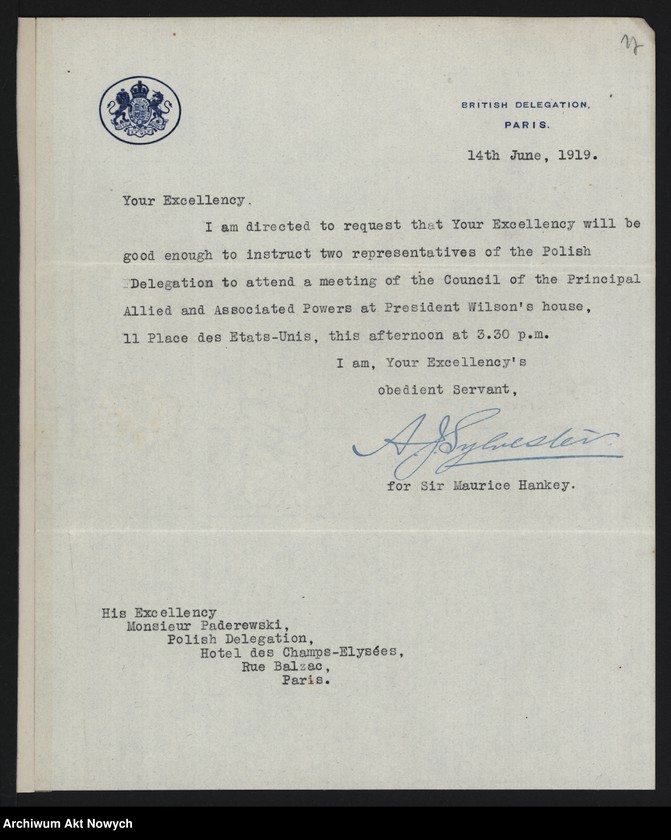 BRITISH DELEGATION,
PARIS.
14th June, 1919.
Your Excellency.
I am directed to request that Your Excellency will be
good enough to instruct two representatives of the Polish
Delegation to attend a meeting of the Council of the Principal
Allied and Associated Powers at President Wilson's house,
11 Place des Etats-Unis, this afternoon at 3.30 p.m.
I am, Your Excellency's
obedient Servant,
A.J. Sylvester.
for Sir Maurice Hankey.
His Excellency
Monsieur Paderewski,
Polish Delegation,
Hotel des Champs-Elysées,
Rue Balzac,
Paris.
Archiwum Akt Nowych